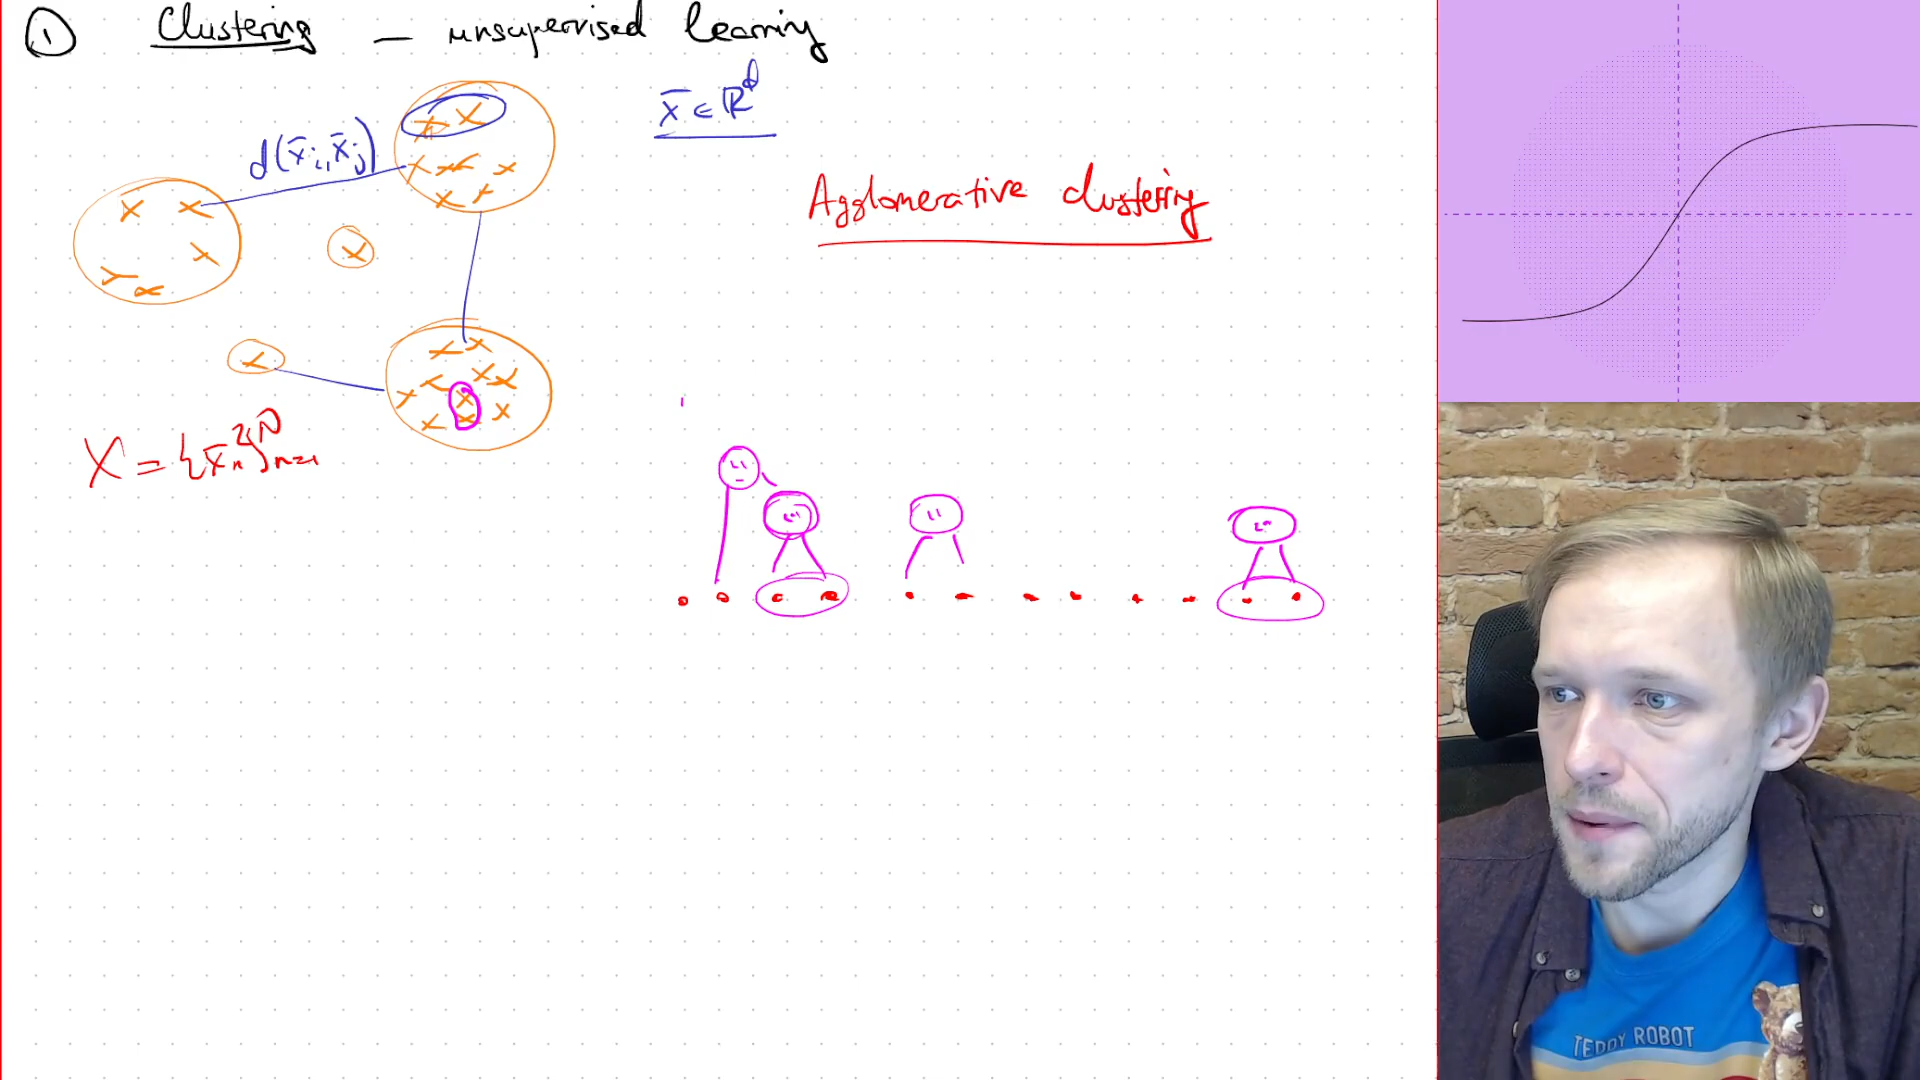 ① Clustering — unsupervised learning
x̄ ∈ ℝᵈ
d(x̄ᵢ, x̄ⱼ)
Agglomerative clustering
X = {x̄ₙ}ᴺₙ₌₁
TEDDY ROBOT